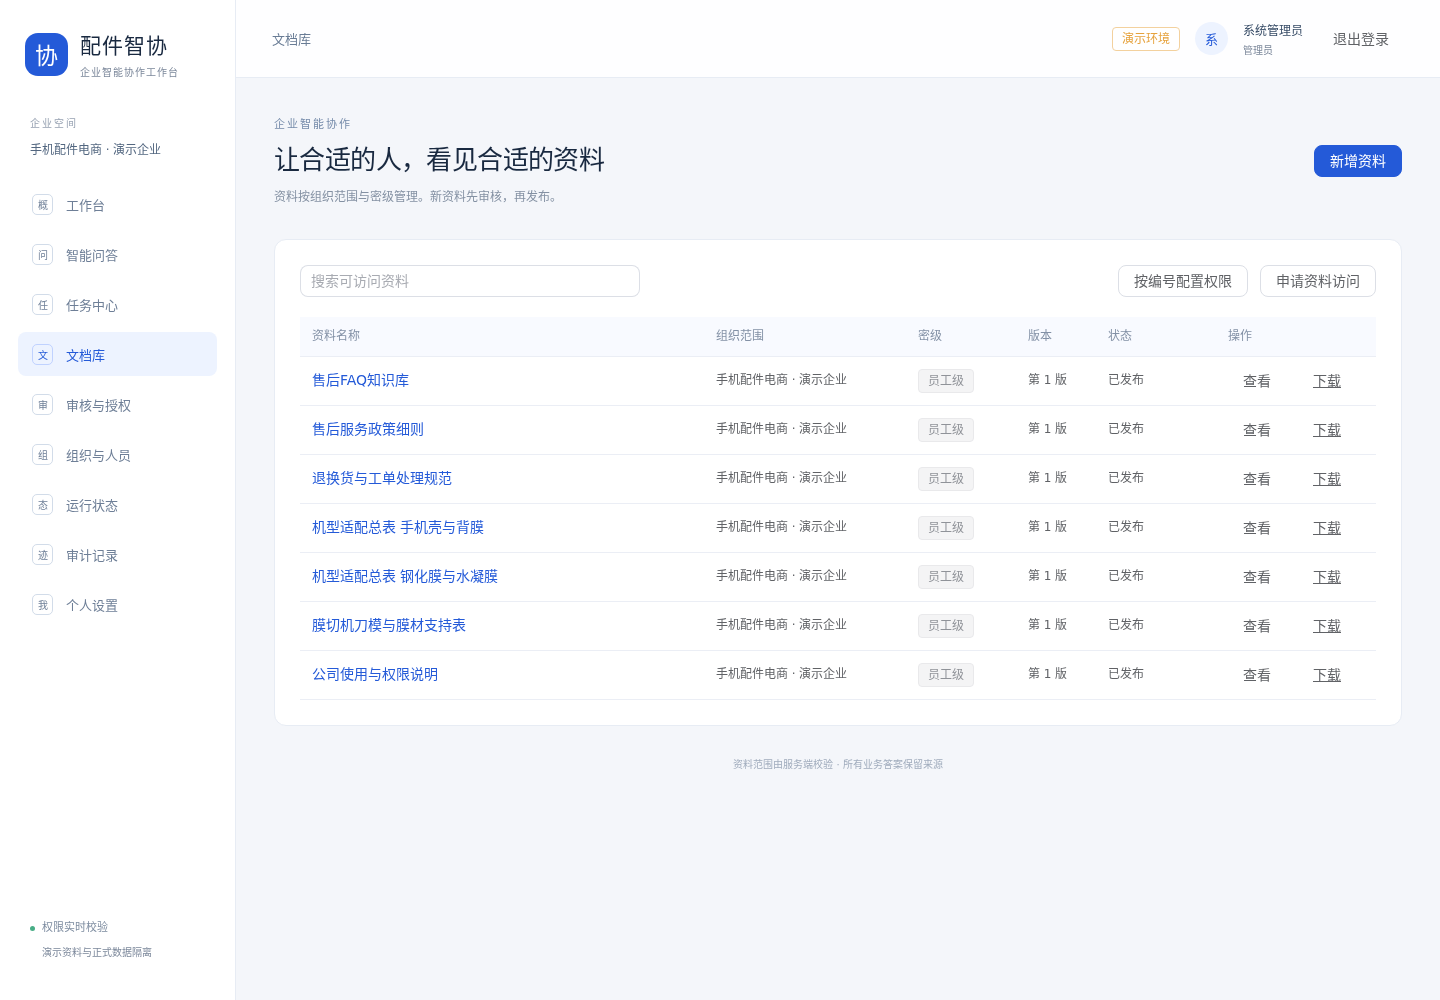 协 配件智协
企业智能协作工作台
企业空间
手机配件电商 · 演示企业
概 工作台
问 智能问答
任 任务中心
文 文档库
审 审核与授权
组 组织与人员
态 运行状态
迹 审计记录
我 个人设置
权限实时校验
演示资料与正式数据隔离
文档库
演示环境
系
系统管理员
管理员
退出登录
企业智能协作
让合适的人，看见合适的资料
资料按组织范围与密级管理。新资料先审核，再发布。
新增资料
搜索可访问资料
按编号配置权限
申请资料访问
资料名称 组织范围 密级 版本 状态 操作
售后FAQ知识库 手机配件电商 · 演示企业 员工级 第 1 版 已发布 查看 下载
售后服务政策细则 手机配件电商 · 演示企业 员工级 第 1 版 已发布 查看 下载
退换货与工单处理规范 手机配件电商 · 演示企业 员工级 第 1 版 已发布 查看 下载
机型适配总表 手机壳与背膜 手机配件电商 · 演示企业 员工级 第 1 版 已发布 查看 下载
机型适配总表 钢化膜与水凝膜 手机配件电商 · 演示企业 员工级 第 1 版 已发布 查看 下载
膜切机刀模与膜材支持表 手机配件电商 · 演示企业 员工级 第 1 版 已发布 查看 下载
公司使用与权限说明 手机配件电商 · 演示企业 员工级 第 1 版 已发布 查看 下载
资料范围由服务端校验 · 所有业务答案保留来源